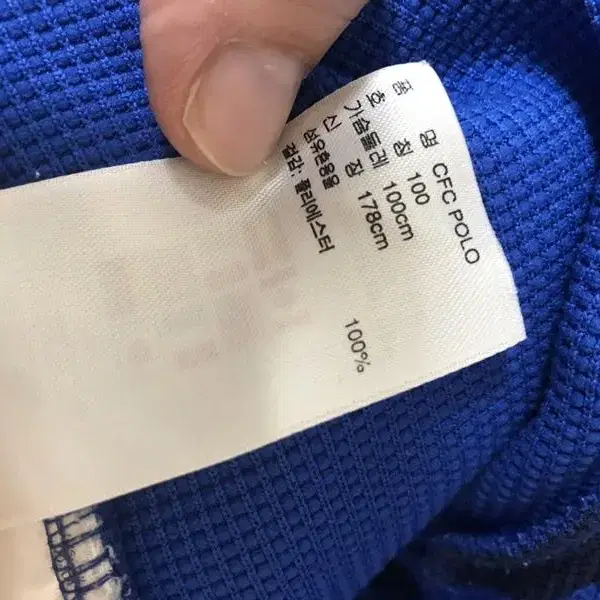 품 명 CFC POLO
호 칭 100
가슴둘레 100cm
신 장 178cm
섬유혼용율
겉감: 폴리에스터 100%